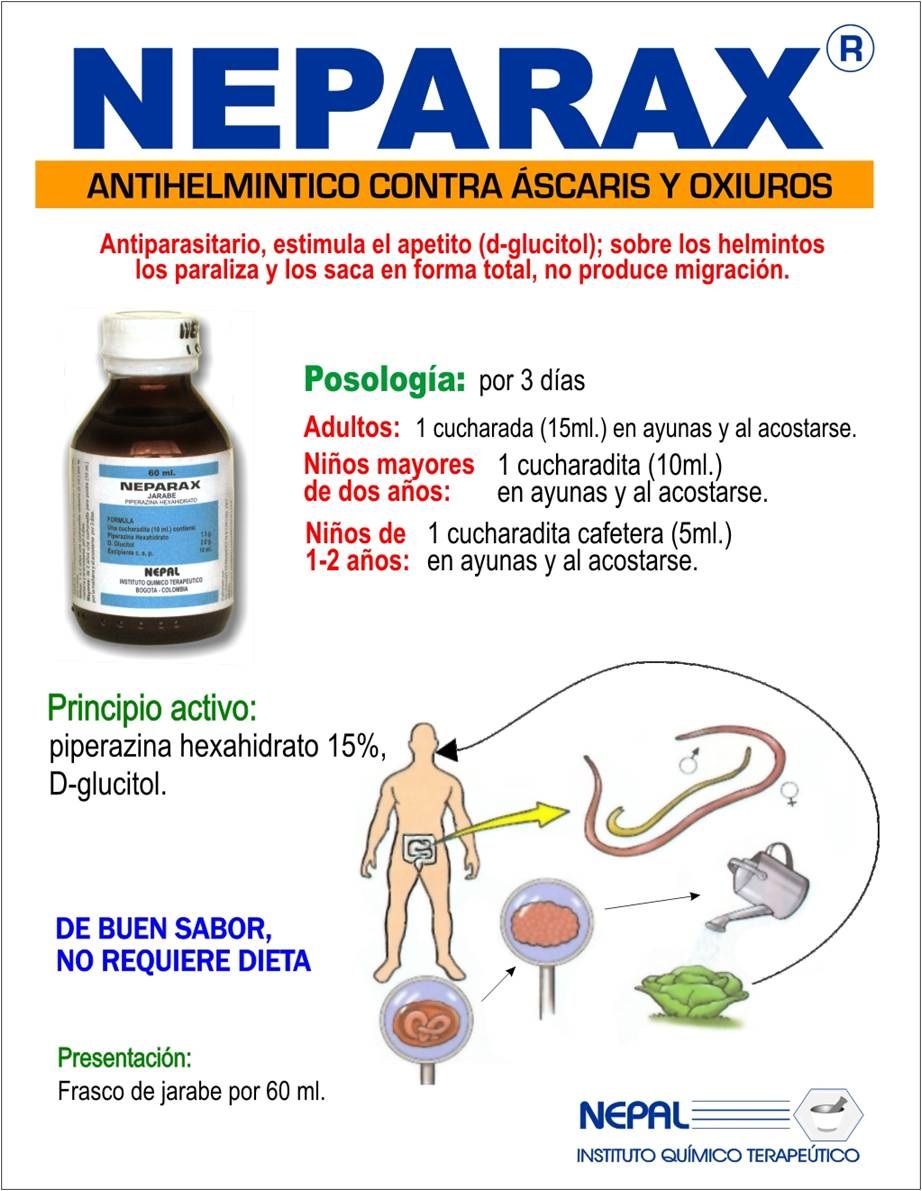 NEPARAX®
ANTIHELMINTICO CONTRA ÁSCARIS Y OXIUROS
Antiparasitario, estimula el apetito (d-glucitol); sobre los helmintos
los paraliza y los saca en forma total, no produce migración.
Posología: por 3 días
Adultos: 1 cucharada (15ml.) en ayunas y al acostarse.
Niños mayores de dos años: 1 cucharadita (10ml.)
en ayunas y al acostarse.
Niños de 1-2 años: 1 cucharadita cafetera (5ml.)
en ayunas y al acostarse.
60 ml.
NEPARAX
JARABE
PIPERAZINA HEXAHIDRATO
FORMULA
Una cucharadita (10 ml.) contiene:
Piperazina Hexahidrato 1.5 g.
D. Glucitol 2.0 g.
Excipiente c. s. p. 10 ml.
NEPAL
INSTITUTO QUIMICO TERAPEUTICO
BOGOTA - COLOMBIA
Principio activo:
piperazina hexahidrato 15%,
D-glucitol.
♂
♀
DE BUEN SABOR,
NO REQUIERE DIETA
Presentación:
Frasco de jarabe por 60 ml.
NEPAL
INSTITUTO QUÍMICO TERAPEÚTICO